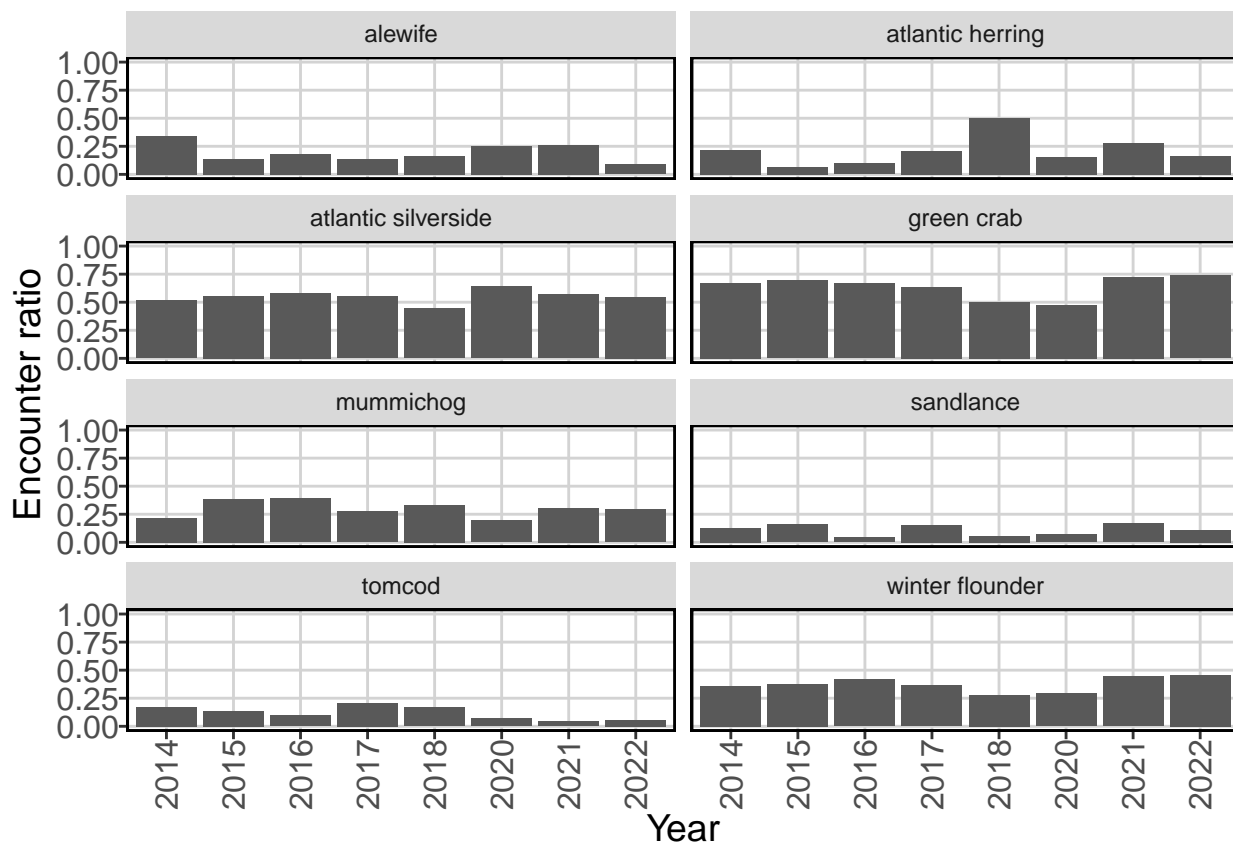 alewife
atlantic herring
1.00
0.75
0.50
0.25
0.00
atlantic silverside
green crab
1.00
0.75
0.50
0.25
0.00
mummichog
sandlance
1.00
0.75
0.50
0.25
0.00
tomcod
winter flounder
1.00
0.75
0.50
0.25
0.00
Encounter ratio
2014 2015 2016 2017 2018 2020 2021 2022
2014 2015 2016 2017 2018 2020 2021 2022
Year